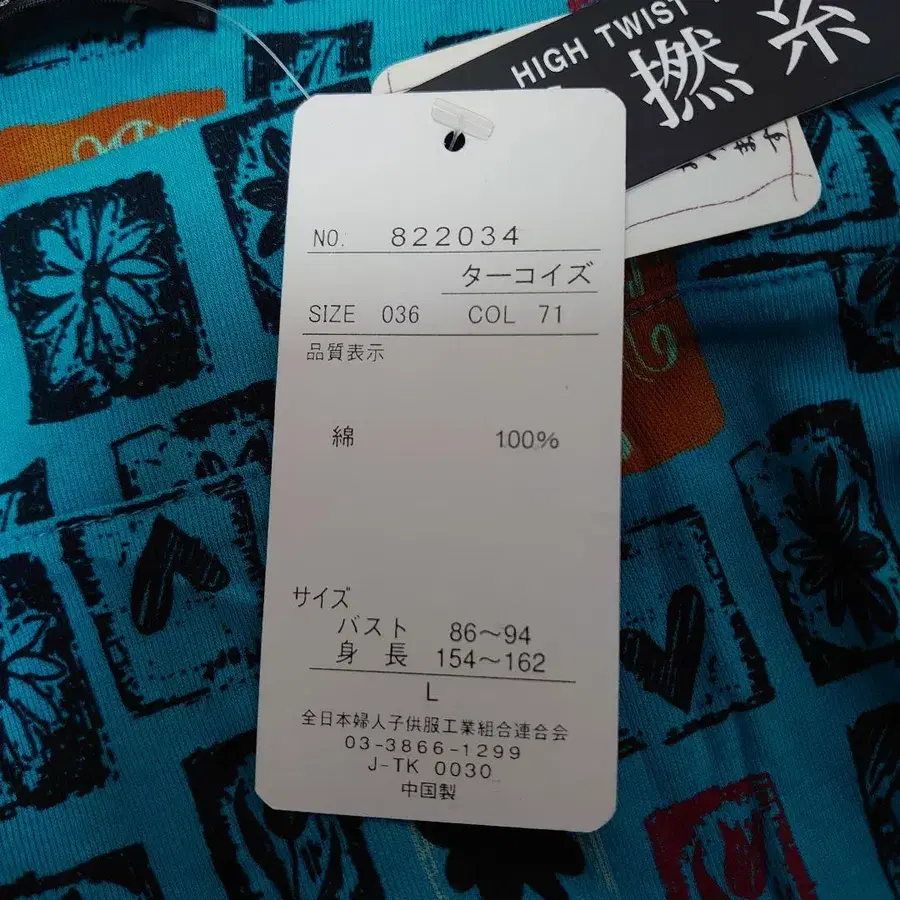 HIGH TWIST
撚糸
ます
NO. 822034
ターコイズ
SIZE 036 COL 71
品質表示
綿 100%
サイズ
バスト 86～94
身長 154～162
L
全日本婦人子供服工業組合連合会
03-3866-1299
J-TK 0030
中国製